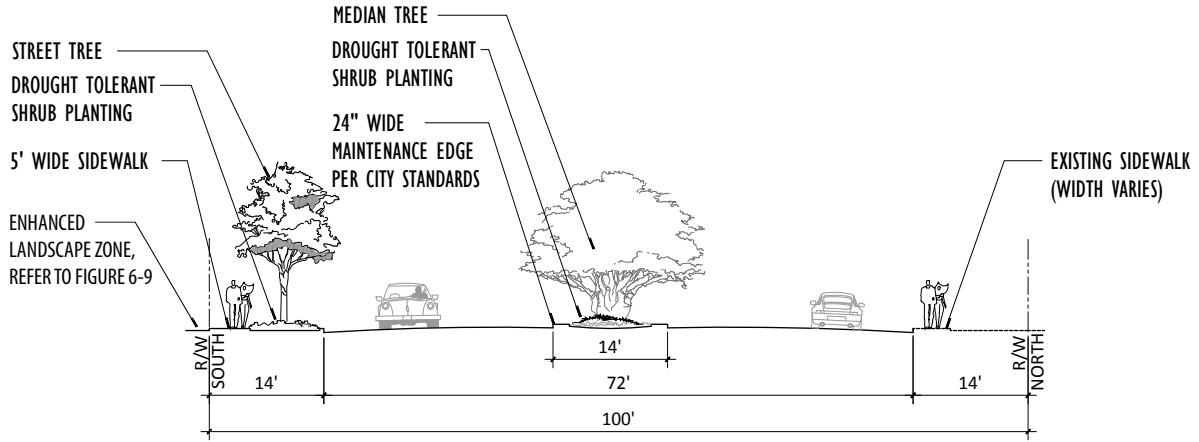 STREET TREE
DROUGHT TOLERANT
SHRUB PLANTING
5' WIDE SIDEWALK
ENHANCED
LANDSCAPE ZONE,
REFER TO FIGURE 6-9
MEDIAN TREE
DROUGHT TOLERANT
SHRUB PLANTING
24" WIDE
MAINTENANCE EDGE
PER CITY STANDARDS
EXISTING SIDEWALK
(WIDTH VARIES)
R/W
SOUTH
R/W
NORTH
14'
14'
72'
14'
100'